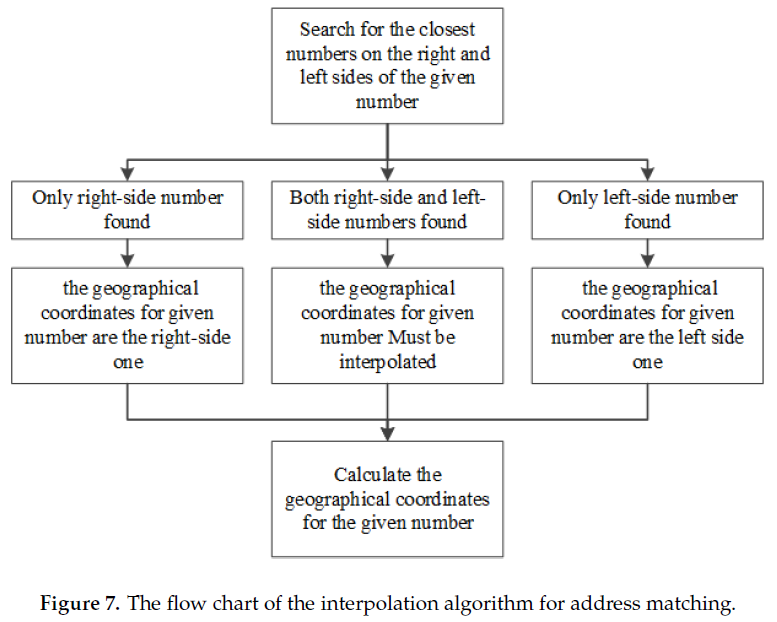 Search for the closest
numbers on the right and
left sides of the given
number
Only right-side number
found
Both right-side and left-
side numbers found
Only left-side number
found
the geographical
coordinates for given
number are the right-side
one
the geographical
coordinates for given
number Must be
interpolated
the geographical
coordinates for given
number are the left side
one
Calculate the
geographical coordinates
for the given number
Figure 7. The flow chart of the interpolation algorithm for address matching.